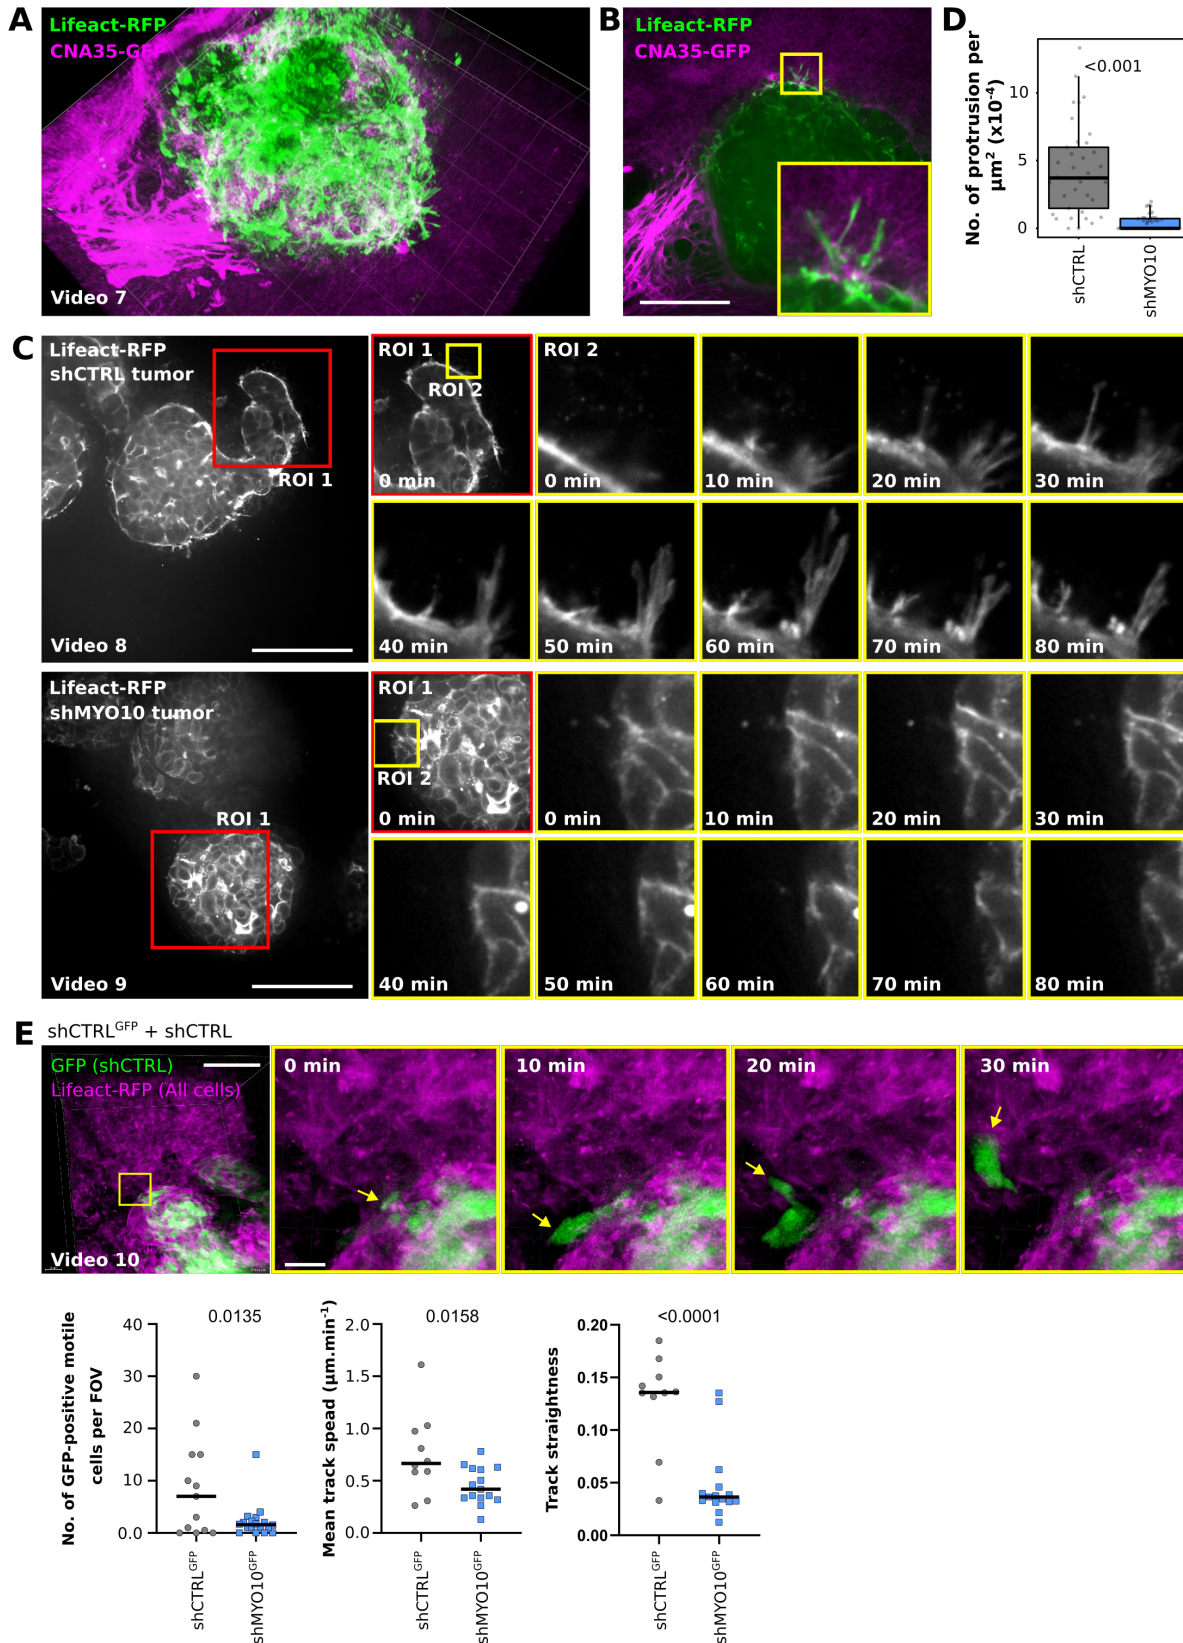 A
Lifeact-RFP
CNA35-GFP
Video 7
B
Lifeact-RFP
CNA35-GFP
D
No. of protrusion per
µm² (x10⁻⁴)
<0.001
10
5
0
shCTRL
shMYO10
C
Lifeact-RFP
shCTRL tumor
ROI 1
Video 8
ROI 1
ROI 2
0 min
ROI 2
0 min
10 min
20 min
30 min
40 min
50 min
60 min
70 min
80 min
Lifeact-RFP
shMYO10 tumor
ROI 1
Video 9
ROI 1
ROI 2
0 min
0 min
10 min
20 min
30 min
40 min
50 min
60 min
70 min
80 min
E
shCTRL^GFP + shCTRL
GFP (shCTRL)
Lifeact-RFP (All cells)
Video 10
0 min
10 min
20 min
30 min
No. of GFP-positive motile
cells per FOV
0.0135
40
30
20
10
0.0
shCTRL^GFP
shMYO10^GFP
Mean track spead (µm.min⁻¹)
0.0158
2.0
1.5
1.0
0.5
0.0
shCTRL^GFP
shMYO10^GFP
Track straightness
<0.0001
0.20
0.15
0.10
0.05
0.00
shCTRL^GFP
shMYO10^GFP